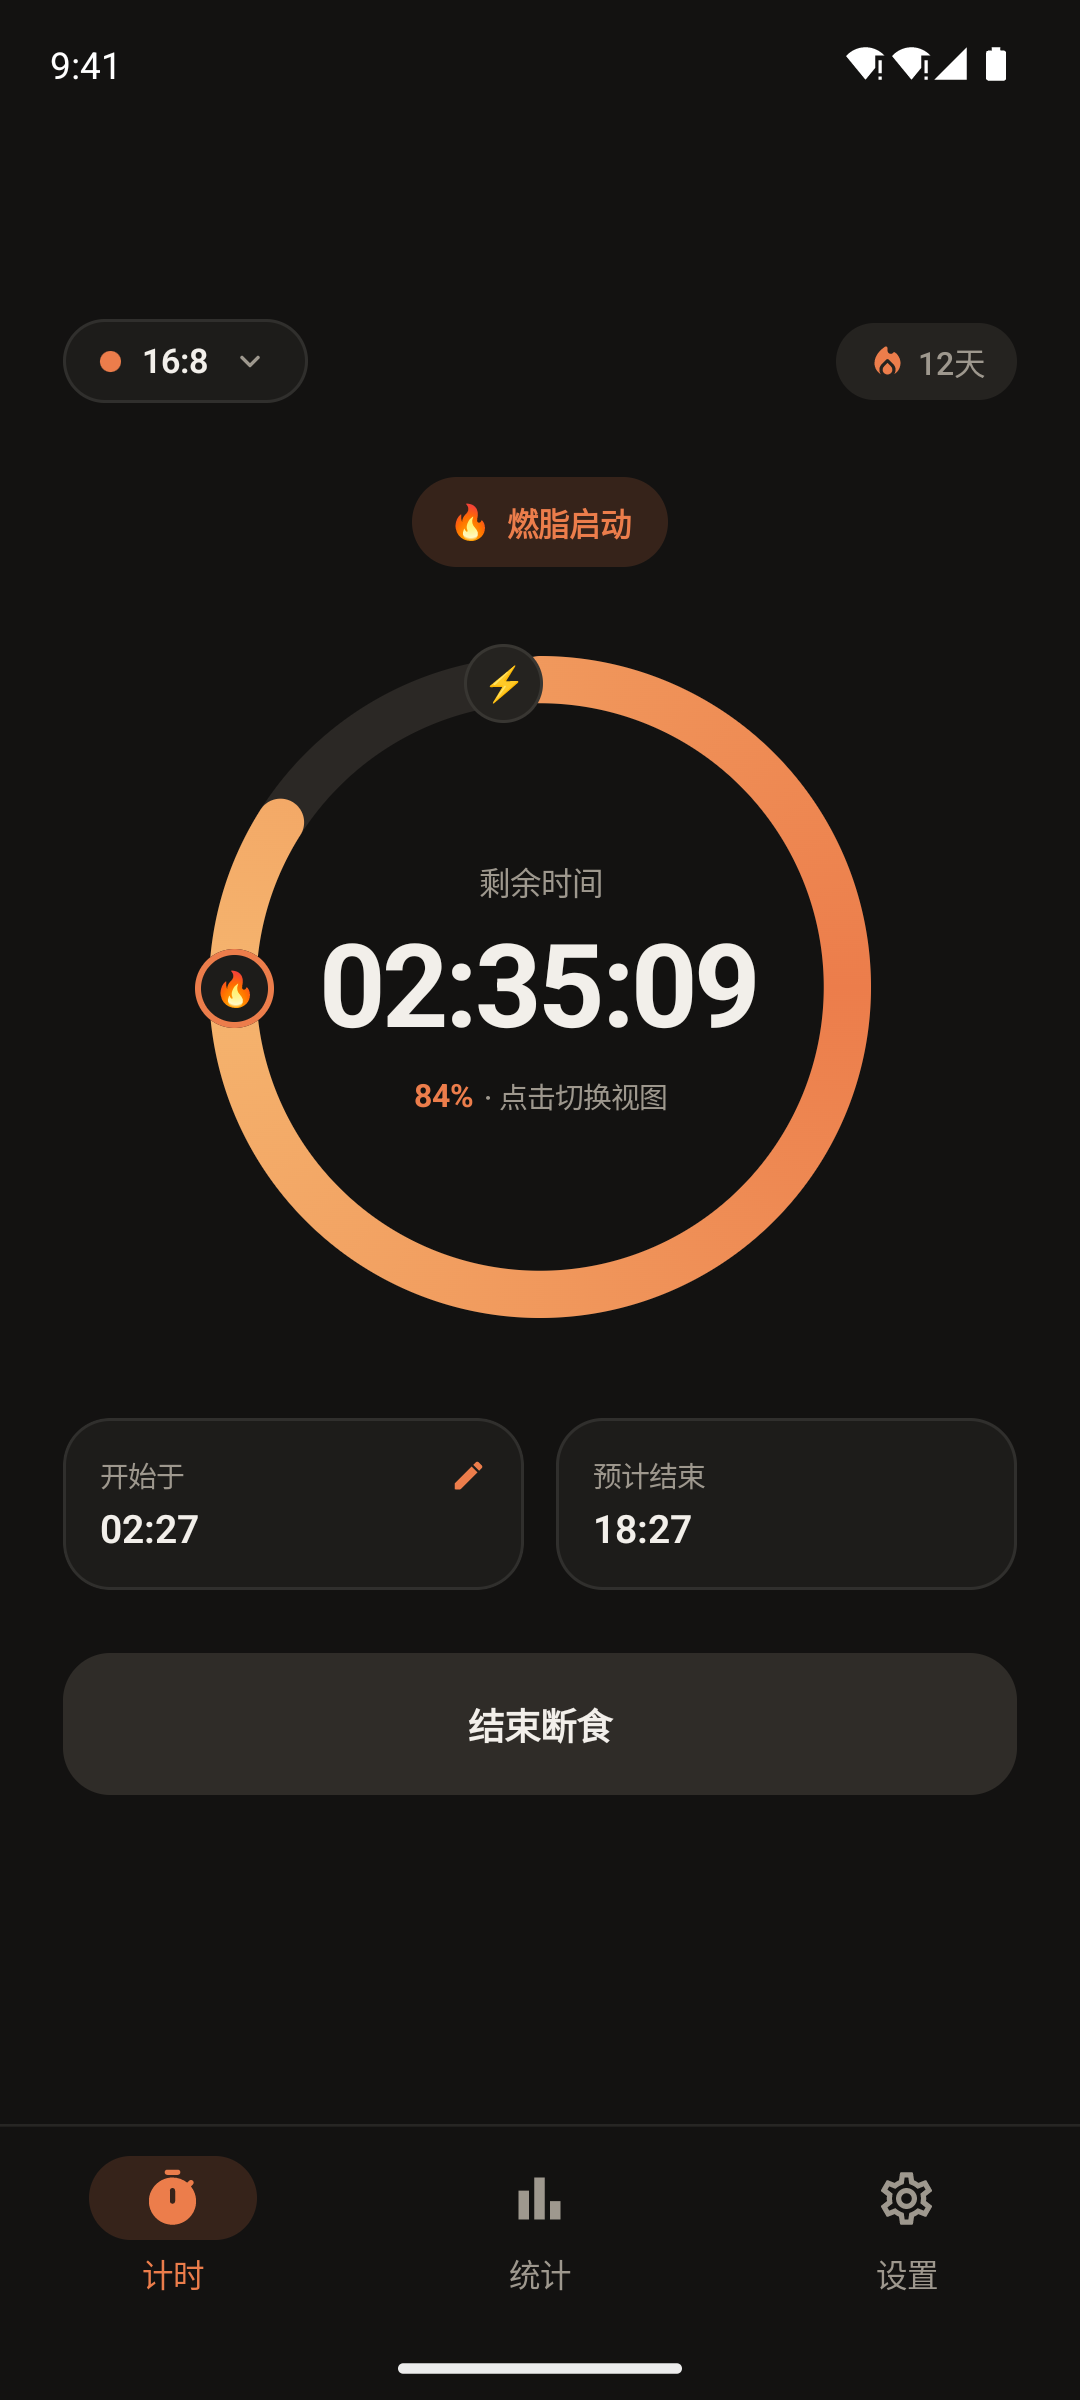 9:41
16:8
12天
🔥 燃脂启动
剩余时间
02:35:09
84% · 点击切换视图
开始于
02:27
预计结束
18:27
结束断食
计时
统计
设置